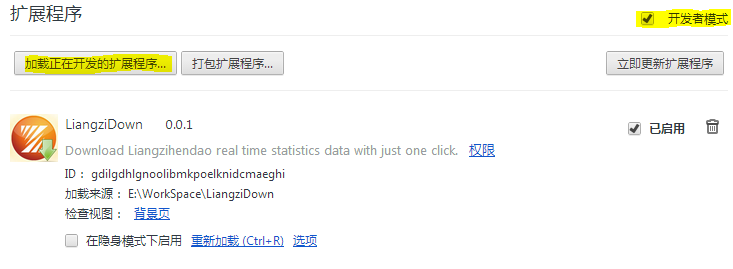 扩展程序
开发者模式
加载正在开发的扩展程序... 打包扩展程序... 立即更新扩展程序
LiangziDown 0.0.1 已启用
Download Liangzihendao real time statistics data with just one click. 权限
ID： gdilgdhlgnoolibmkpoelknidcmaeghi
加载来源： E:\WorkSpace\LiangziDown
检查视图： 背景页
在隐身模式下启用 重新加载 (Ctrl+R) 选项